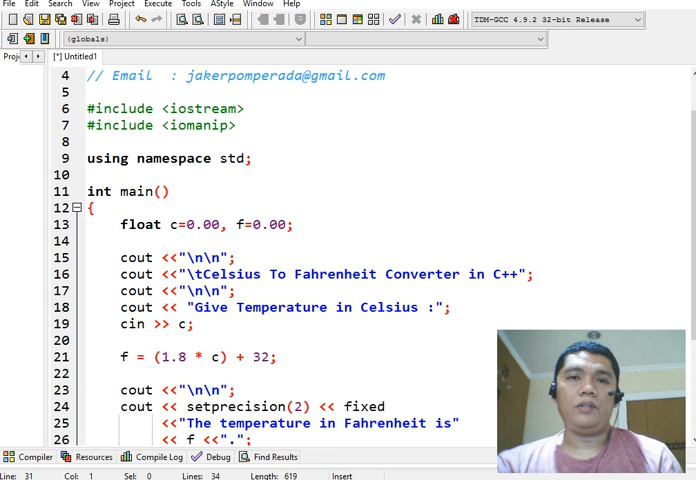 File Edit Search View Project Execute Tools AStyle Window Help
TDM-GCC 4.9.2 32-bit Release
(globals)
Proje
[*] Untitled1
4 // Email : jakerpomperada@gmail.com
5
6 #include <iostream>
7 #include <iomanip>
8
9 using namespace std;
10
11 int main()
12 {
13 float c=0.00, f=0.00;
14
15 cout <<"\n\n";
16 cout <<"\tCelsius To Fahrenheit Converter in C++";
17 cout <<"\n\n";
18 cout << "Give Temperature in Celsius :";
19 cin >> c;
20
21 f = (1.8 * c) + 32;
22
23 cout <<"\n\n";
24 cout << setprecision(2) << fixed
25 <<"The temperature in Fahrenheit is"
26 << f <<".";
Compiler Resources Compile Log Debug Find Results
Line: 31 Col: 1 Sel: 0 Lines: 34 Length: 619 Insert